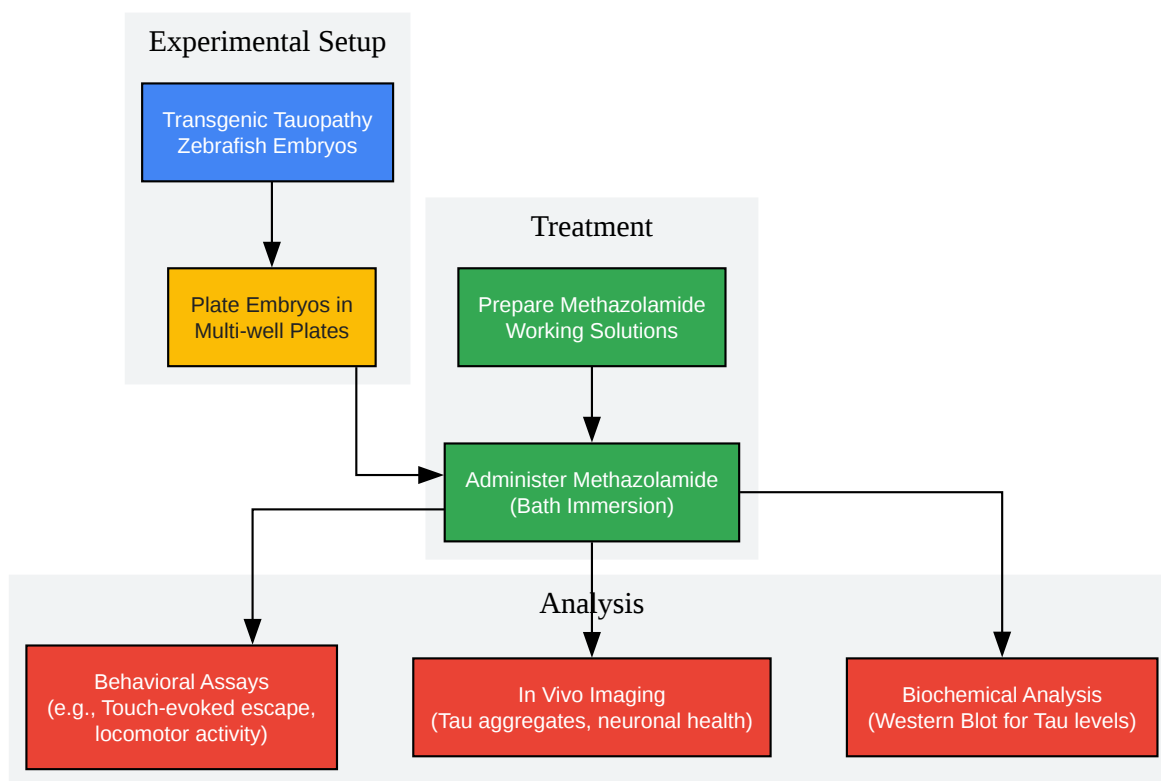 Experimental Setup
Transgenic Tauopathy
Zebrafish Embryos
Plate Embryos in
Multi-well Plates
Treatment
Prepare Methazolamide
Working Solutions
Administer Methazolamide
(Bath Immersion)
Analysis
Behavioral Assays
(e.g., Touch-evoked escape,
locomotor activity)
In Vivo Imaging
(Tau aggregates, neuronal health)
Biochemical Analysis
(Western Blot for Tau levels)